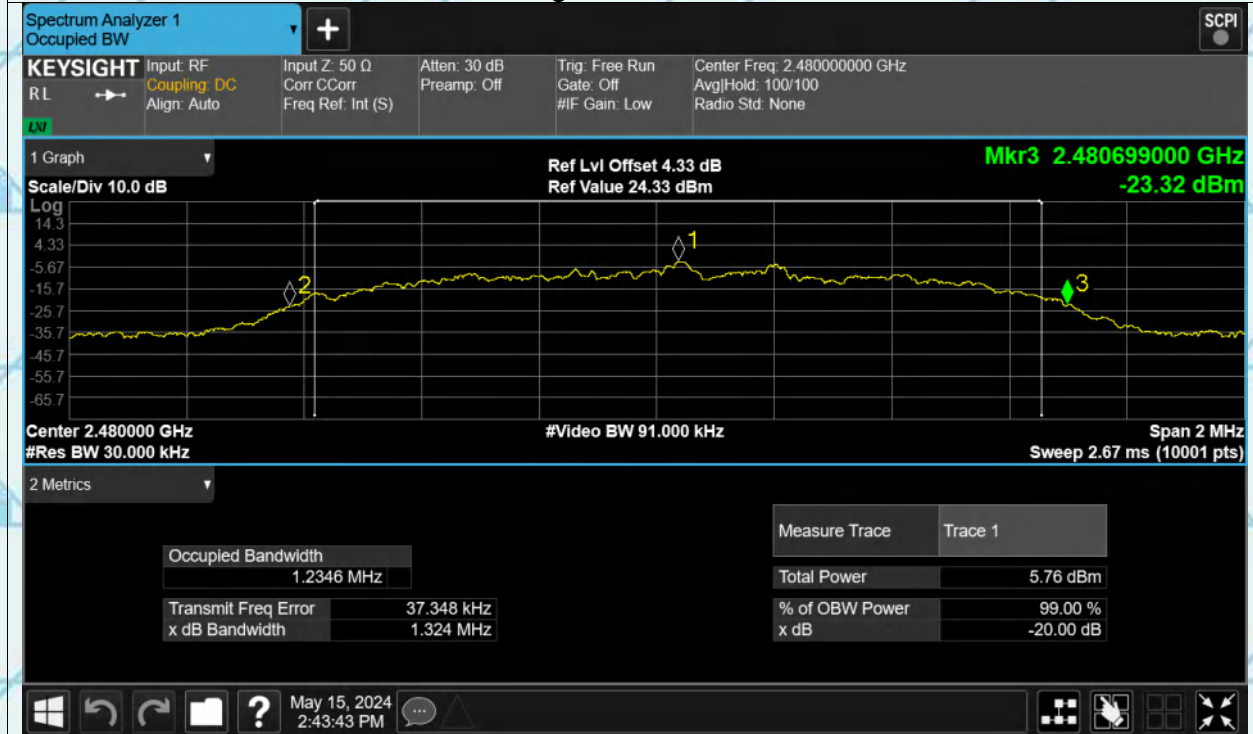 Spectrum Analyzer 1
Occupied BW
+
SCPI
KEYSIGHT
RL
LXI
Input: RF
Coupling: DC
Align: Auto
Input Z: 50 Ω
Corr CCorr
Freq Ref: Int (S)
Atten: 30 dB
Preamp: Off
Trig: Free Run
Gate: Off
#IF Gain: Low
Center Freq: 2.480000000 GHz
Avg|Hold: 100/100
Radio Std: None
1 Graph
Scale/Div 10.0 dB
Ref Lvl Offset 4.33 dB
Ref Value 24.33 dBm
Mkr3 2.480699000 GHz
-23.32 dBm
Log
14.3
4.33
-5.67
-15.7
-25.7
-35.7
-45.7
-55.7
-65.7
1
2
3
Center 2.480000 GHz
#Res BW 30.000 kHz
#Video BW 91.000 kHz
Span 2 MHz
Sweep 2.67 ms (10001 pts)
2 Metrics
Occupied Bandwidth
1.2346 MHz
Transmit Freq Error 37.348 kHz
x dB Bandwidth 1.324 MHz
Measure Trace Trace 1
Total Power 5.76 dBm
% of OBW Power 99.00 %
x dB -20.00 dB
?
May 15, 2024
2:43:43 PM